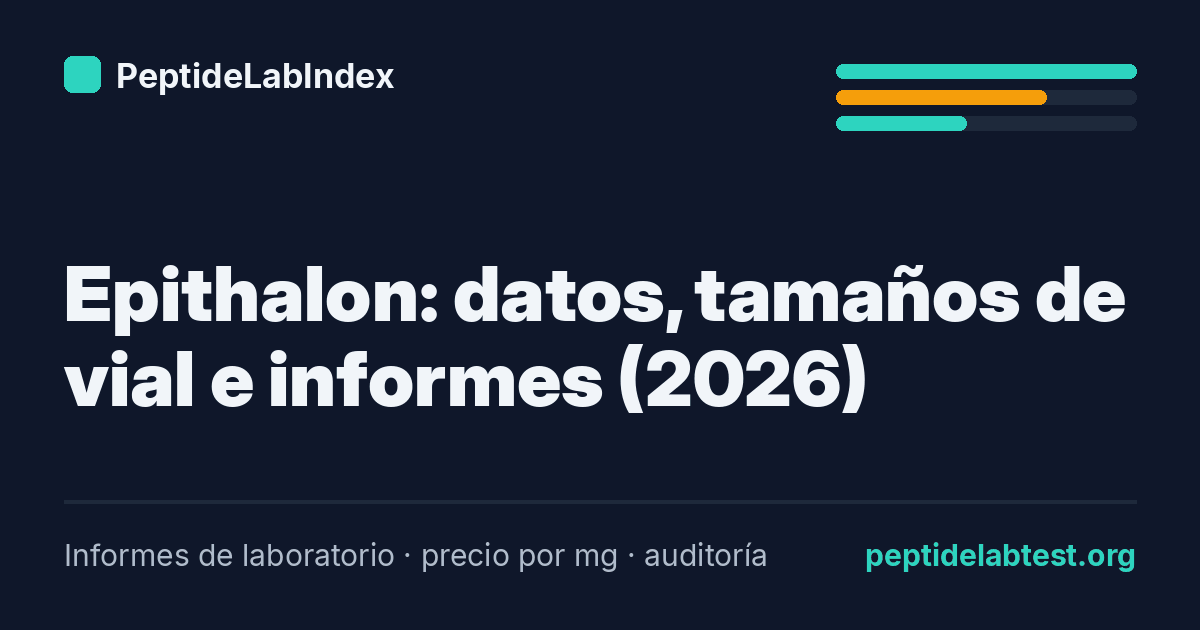 PeptideLabIndex
Epithalon: datos, tamaños de
vial e informes (2026)
Informes de laboratorio · precio por mg · auditoría
peptidelabtest.org